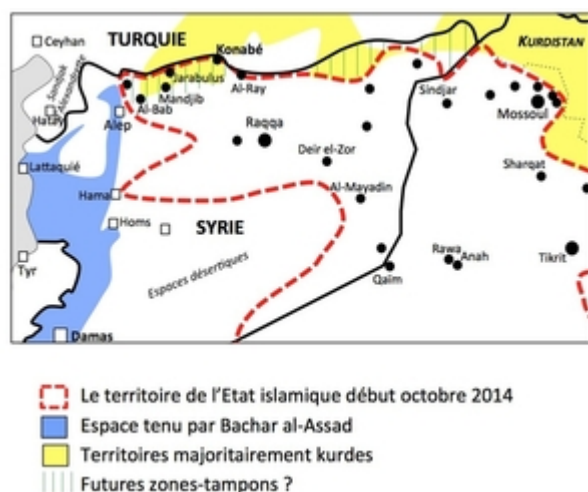 Ceyhan
TURQUIE
Konabé
KURDISTAN
Sandjak
Alexandrette
Jarabulus
Al-Ray
Mandjib
Sindjar
Hatay
Al-Bab
Mossoul
Alep
Raqqa
Lattaquié
Deir el-Zor
Sharqat
Al-Mayadin
Hama
Homs
SYRIE
Rawa
Anah
Tikrit
Tyr
Espaces désertiques
Qaïm
Damas
Le territoire de l'Etat islamique début octobre 2014
Espace tenu par Bachar al-Assad
Territoires majoritairement kurdes
Futures zones-tampons ?